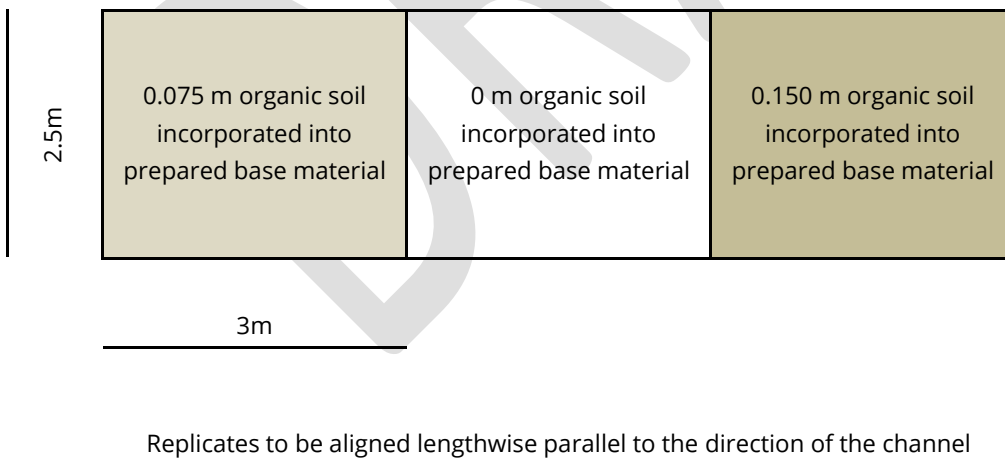 2.5m
0.075 m organic soil
incorporated into
prepared base material
0 m organic soil
incorporated into
prepared base material
0.150 m organic soil
incorporated into
prepared base material
3m
Replicates to be aligned lengthwise parallel to the direction of the channel